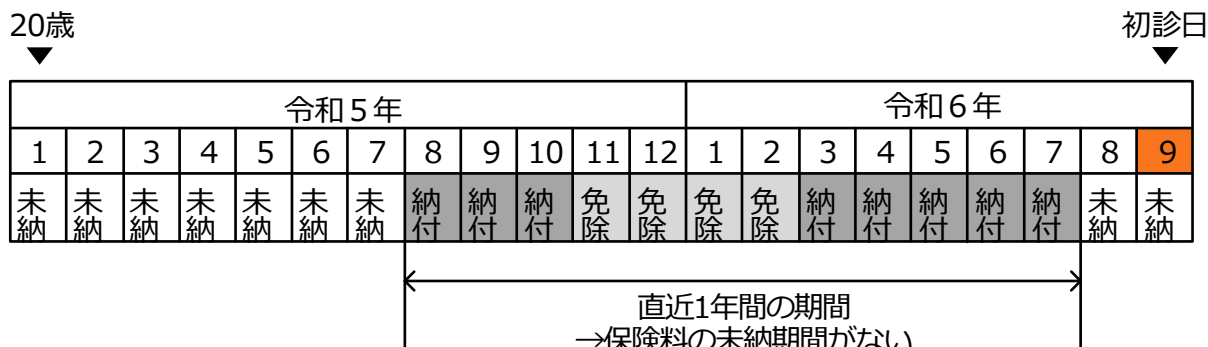 20歳 初診日
▼ ▼
令和5年 令和6年
1 2 3 4 5 6 7 8 9 10 11 12 1 2 3 4 5 6 7 8 9
未納 未納 未納 未納 未納 未納 未納 納付 納付 納付 免除 免除 免除 免除 納付 納付 納付 納付 納付 未納 未納
直近1年間の期間
→保険料の未納期間がない